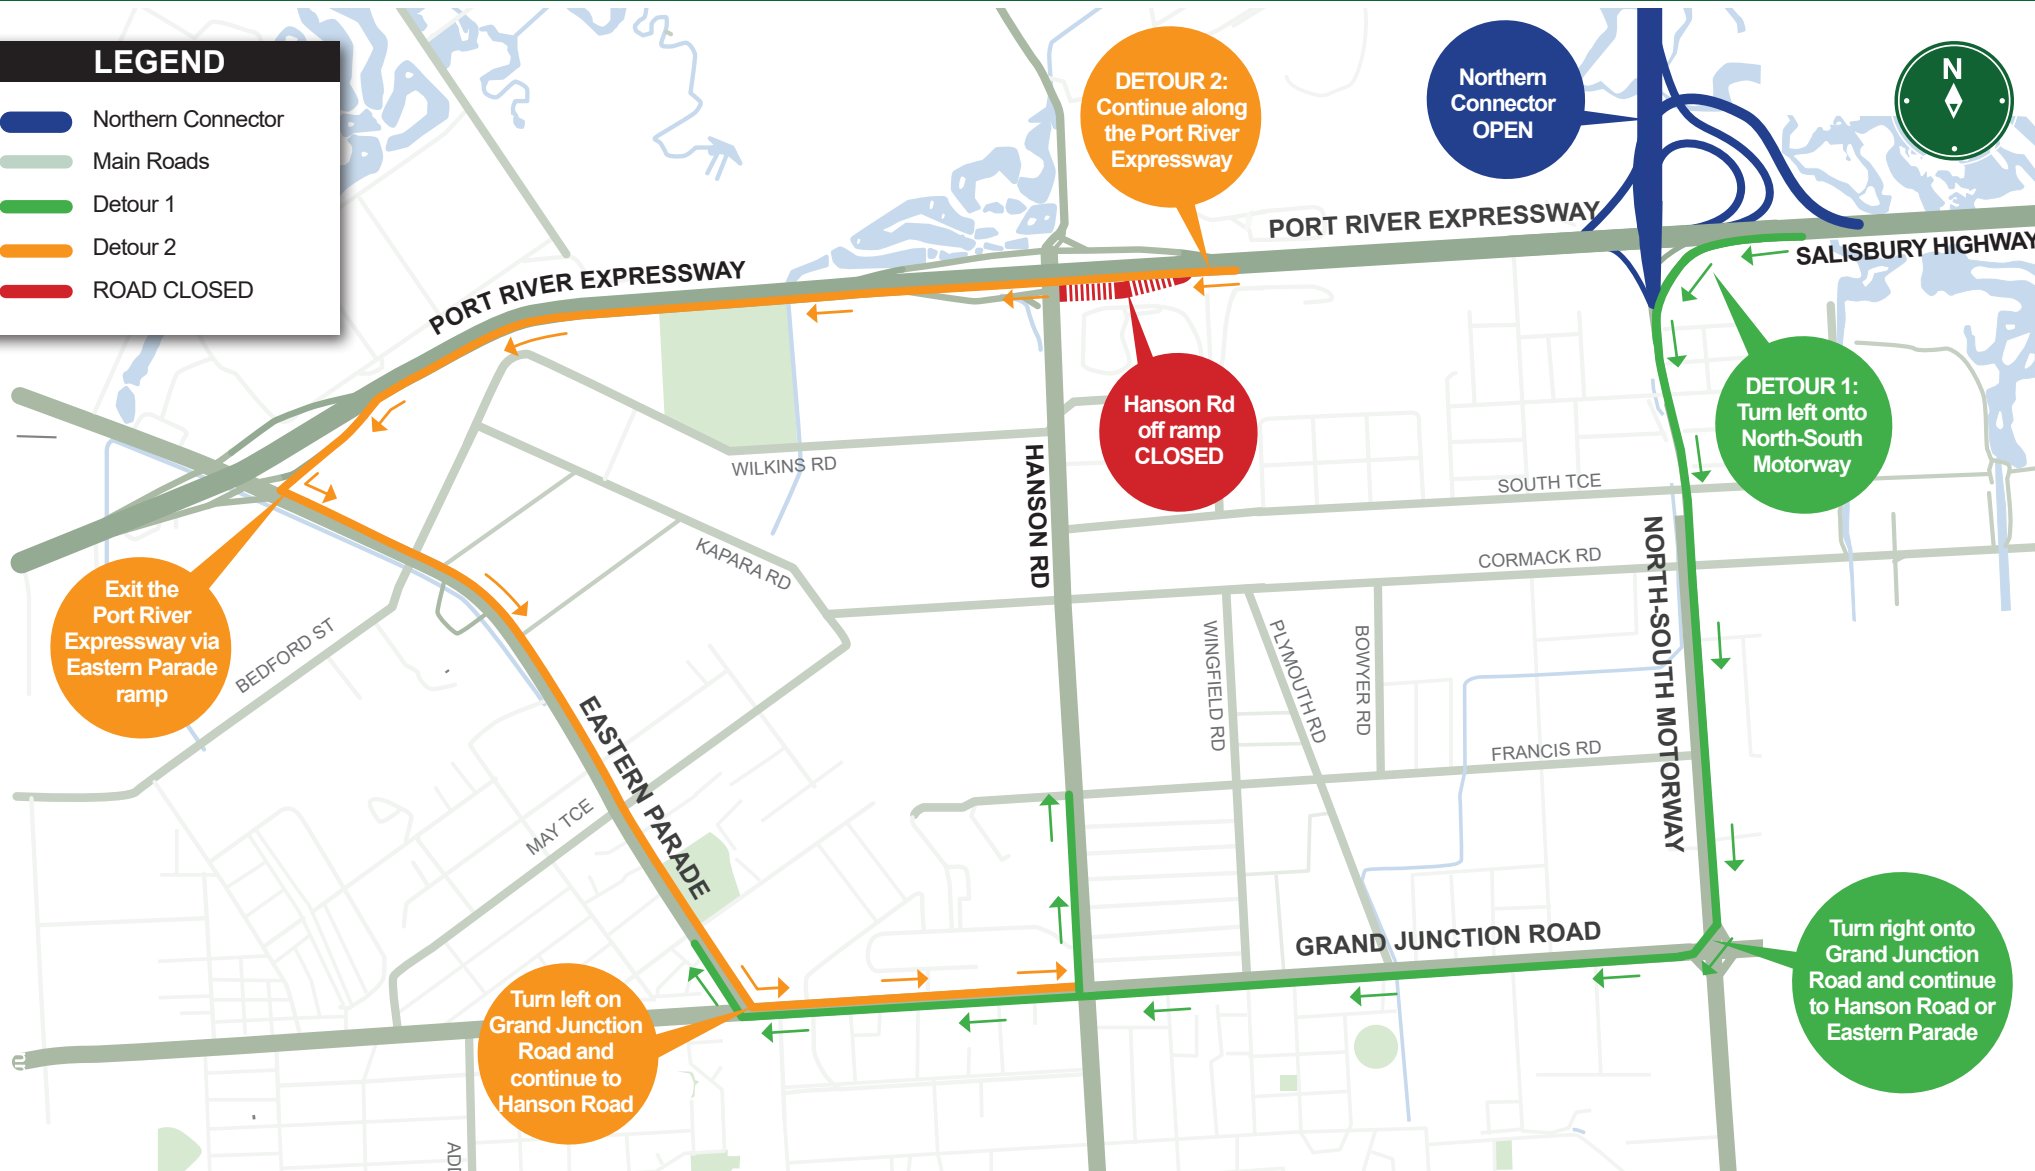 LEGEND
Northern Connector
Main Roads
Detour 1
Detour 2
ROAD CLOSED
DETOUR 2:
Continue along
the Port River
Expressway
Northern
Connector
OPEN
N
PORT RIVER EXPRESSWAY
SALISBURY HIGHWAY
PORT RIVER EXPRESSWAY
DETOUR 1:
Turn left onto
North-South
Motorway
Hanson Rd
off ramp
CLOSED
WILKINS RD
HANSON RD
SOUTH TCE
KAPARA RD
CORMACK RD
NORTH-SOUTH MOTORWAY
Exit the
Port River
Expressway via
Eastern Parade
ramp
BEDFORD ST
WINGFIELD RD
PLYMOUTH RD
BOWYER RD
EASTERN PARADE
FRANCIS RD
MAY TCE
GRAND JUNCTION ROAD
Turn right onto
Grand Junction
Road and continue
to Hanson Road or
Eastern Parade
Turn left on
Grand Junction
Road and
continue to
Hanson Road